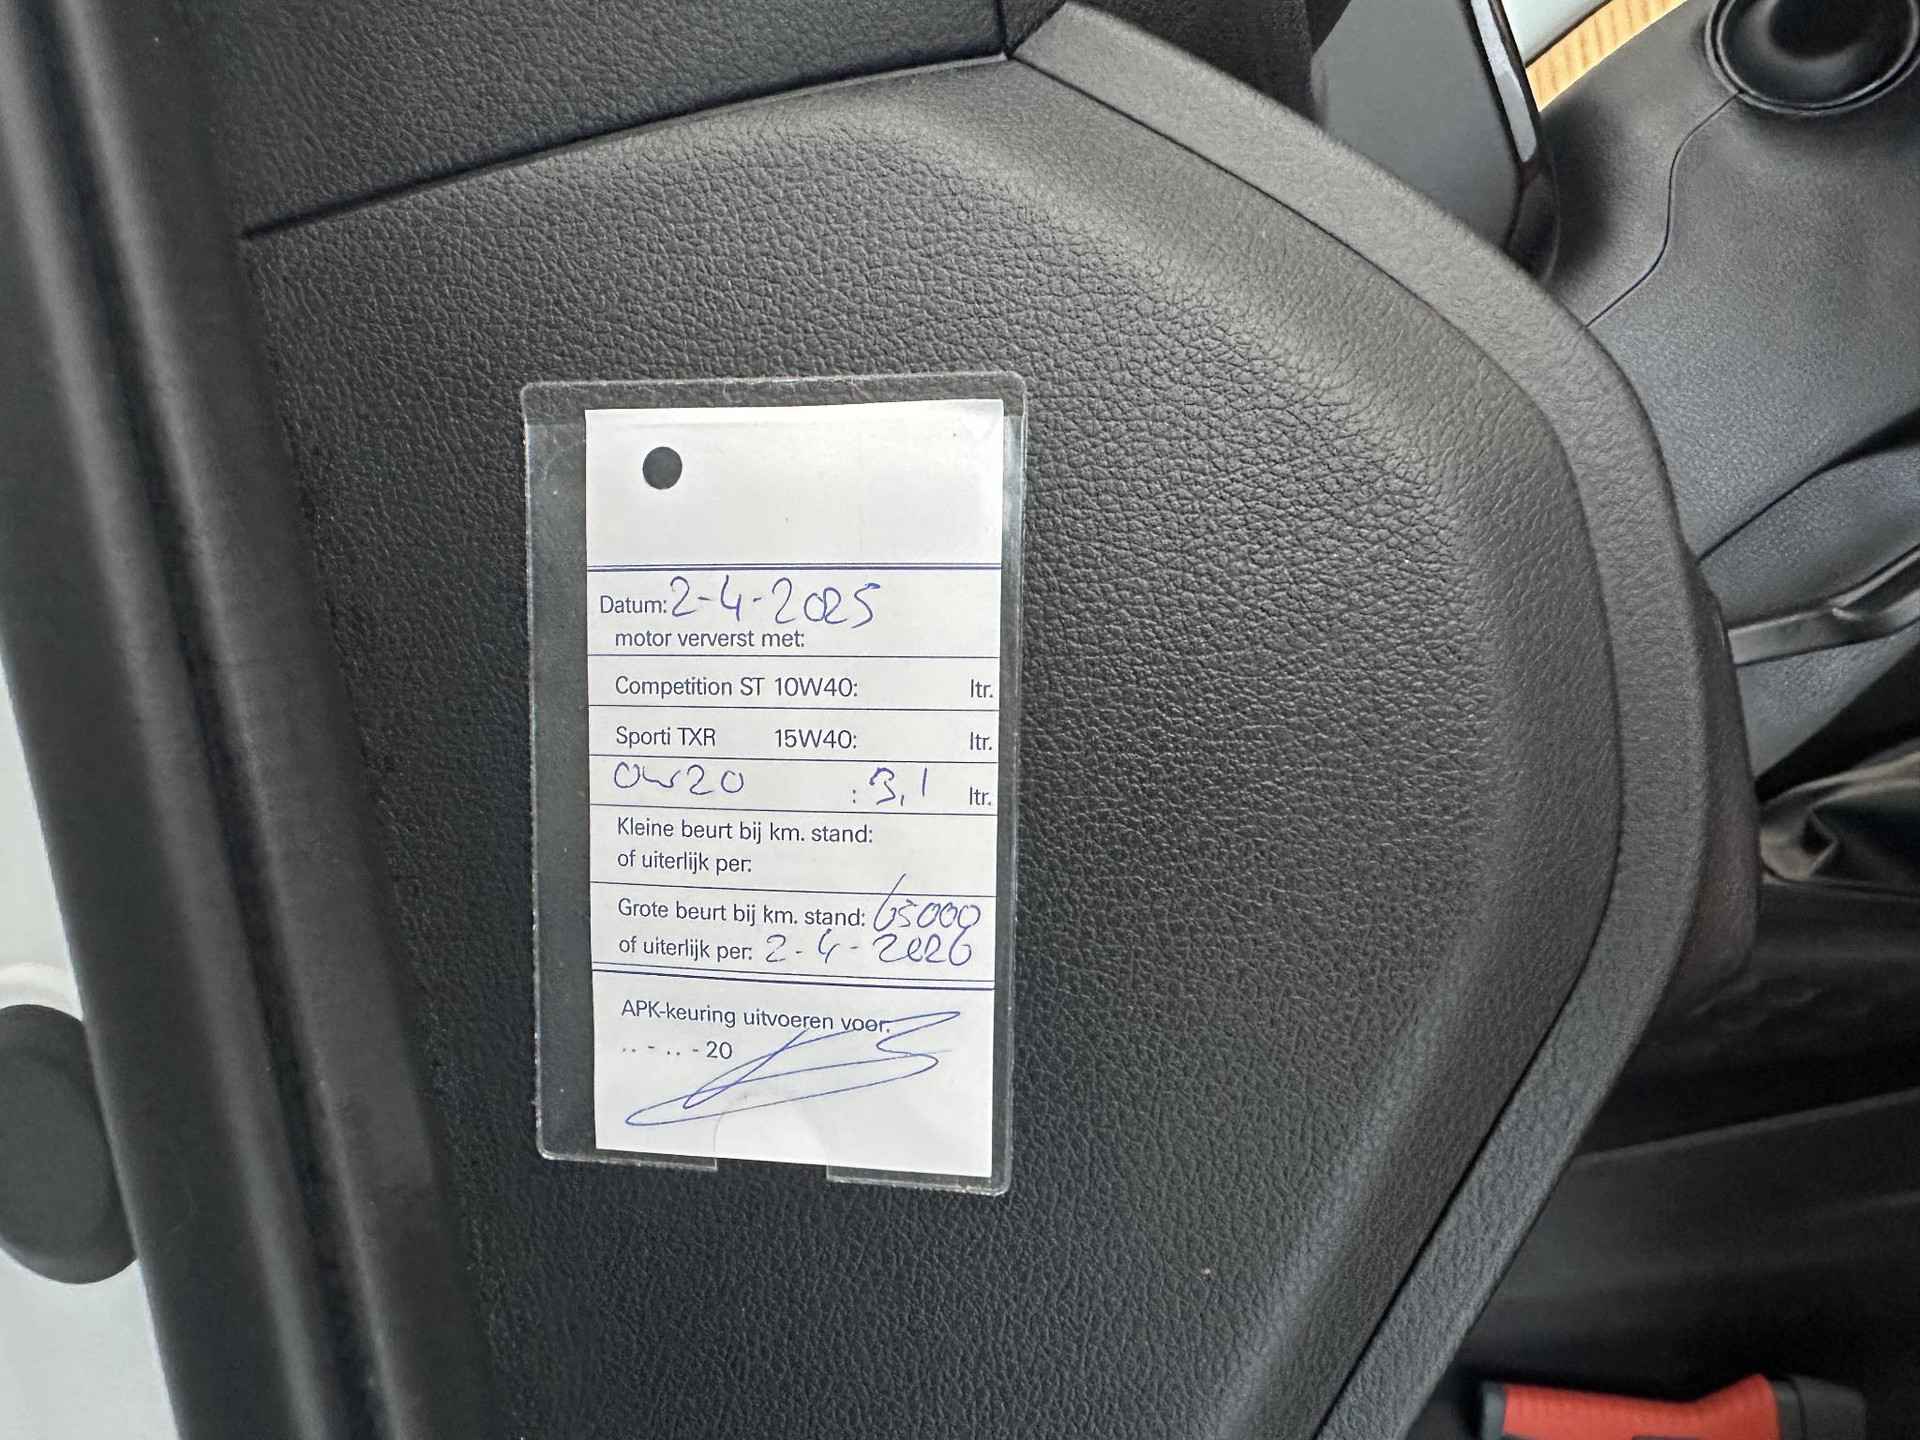 Datum: 2-4-2025
motor ververst met:
Competition ST 10W40: ltr.
Sporti TXR 15W40: ltr.
0w20 : 3,1 ltr.
Kleine beurt bij km. stand:
of uiterlijk per:
Grote beurt bij km. stand: 65000
of uiterlijk per: 2-4-2026
APK-keuring uitvoeren voor:
.. - .. - 20